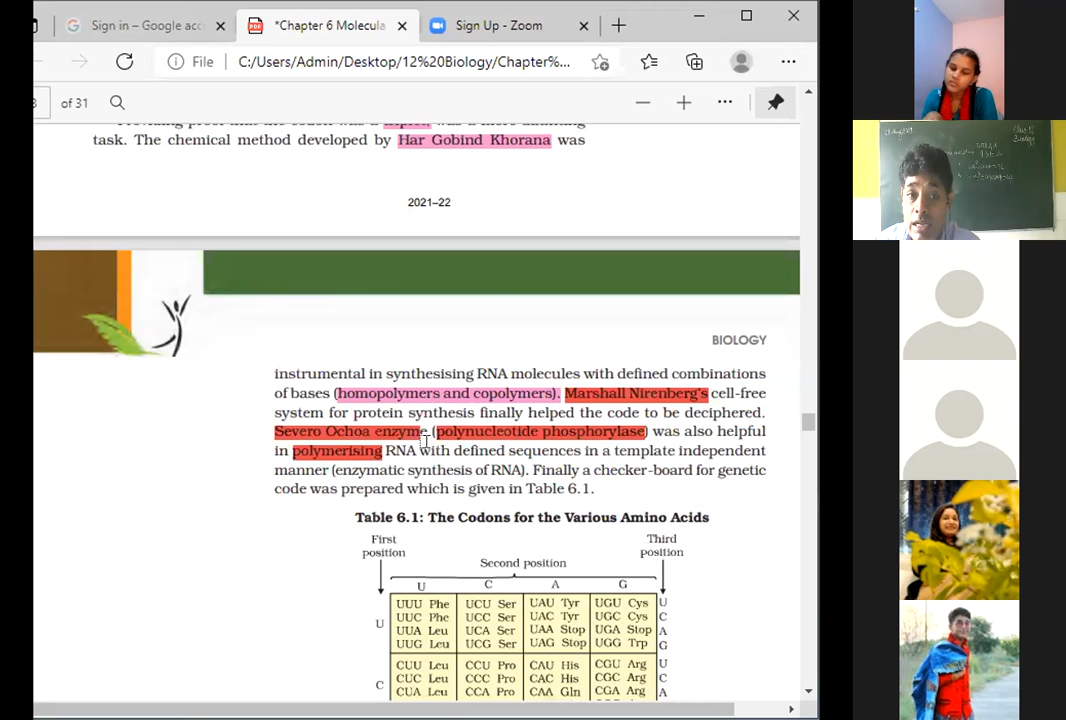 Sign in – Google acc
*Chapter 6 Molecula
Sign Up - Zoom
File
C:/Users/Admin/Desktop/12%20Biology/Chapter%...
of 31
task. The chemical method developed by Har Gobind Khorana was
2021–22
BIOLOGY
instrumental in synthesising RNA molecules with defined combinations
of bases (homopolymers and copolymers). Marshall Nirenberg's cell-free
system for protein synthesis finally helped the code to be deciphered.
Severo Ochoa enzyme (polynucleotide phosphorylase) was also helpful
in polymerising RNA with defined sequences in a template independent
manner (enzymatic synthesis of RNA). Finally a checker-board for genetic
code was prepared which is given in Table 6.1.
Table 6.1: The Codons for the Various Amino Acids
First position
Third position
Second position
U C A G
UUU Phe UCU Ser UAU Tyr UGU Cys U
UUC Phe UCC Ser UAC Tyr UGC Cys C
U
UUA Leu UCA Ser UAA Stop UGA Stop A
UUG Leu UCG Ser UAG Stop UGG Trp G
CUU Leu CCU Pro CAU His CGU Arg U
CUC Leu CCC Pro CAC His CGC Arg C
C
CUA Leu CCA Pro CAA Gln CGA Arg A